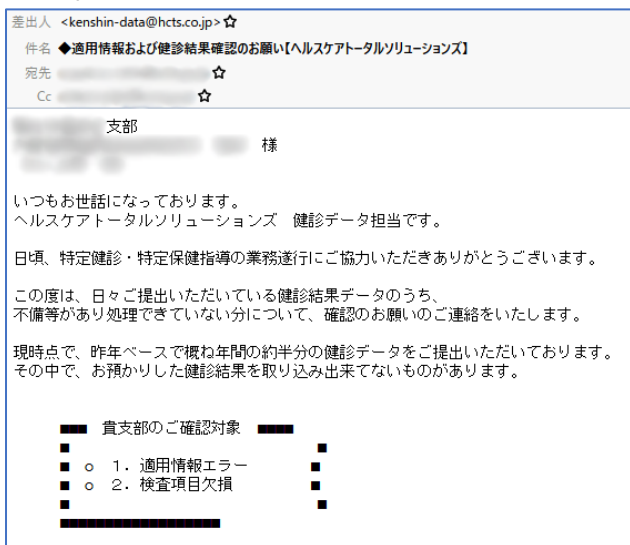 差出人 <kenshin-data@hcts.co.jp>☆
件名 ◆適用情報および健診結果確認のお願い【ヘルスケアトータルソリューションズ】
宛先 ☆
Cc ☆
支部
様
いつもお世話になっております。
ヘルスケアトータルソリューションズ 健診データ担当です。
日頃、特定健診・特定保健指導の業務遂行にご協力いただきありがとうございます。
この度は、日々ご提出いただいている健診結果データのうち、
不備等があり処理できていない分について、確認のお願いのご連絡をいたします。
現時点で、昨年ベースで概ね年間の約半分の健診データをご提出いただいております。
その中で、お預かりした健診結果を取り込み出来てないものがあります。
■■■ 貴支部のご確認対象 ■■■■
■ ■
■ ○ 1.適用情報エラー ■
■ ○ 2.検査項目欠損 ■
■ ■
■■■■■■■■■■■■■■■■■■